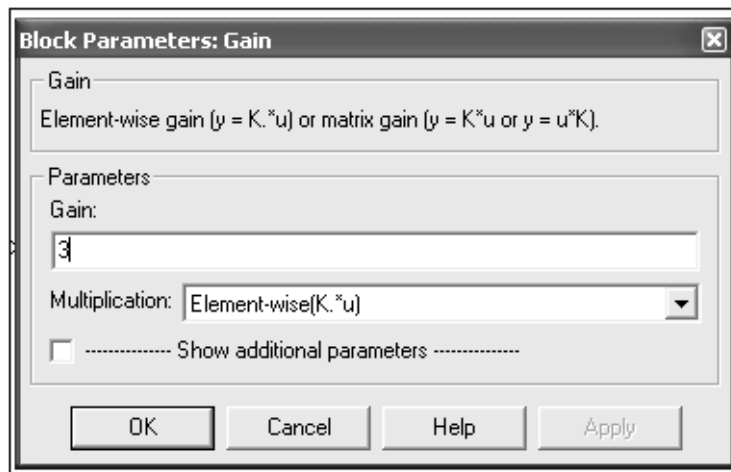 Block Parameters: Gain
Gain
Element-wise gain (y = K.*u) or matrix gain (y = K*u or y = u*K).
Parameters
Gain:
3
Multiplication: Element-wise(K.*u)
-------------- Show additional parameters --------------
OK Cancel Help Apply